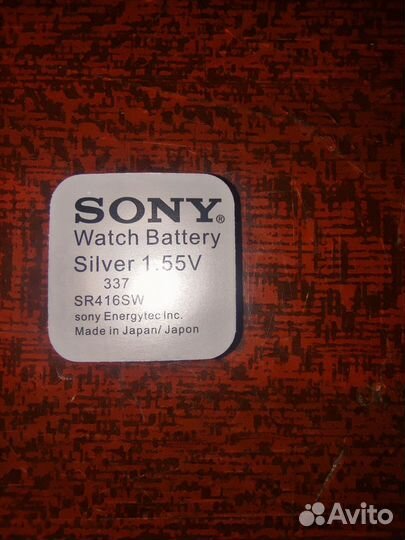 SONY®
Watch Battery
Silver 1.55V
337
SR416SW
sony Energytec Inc.
Made in Japan/ Japon
Avito